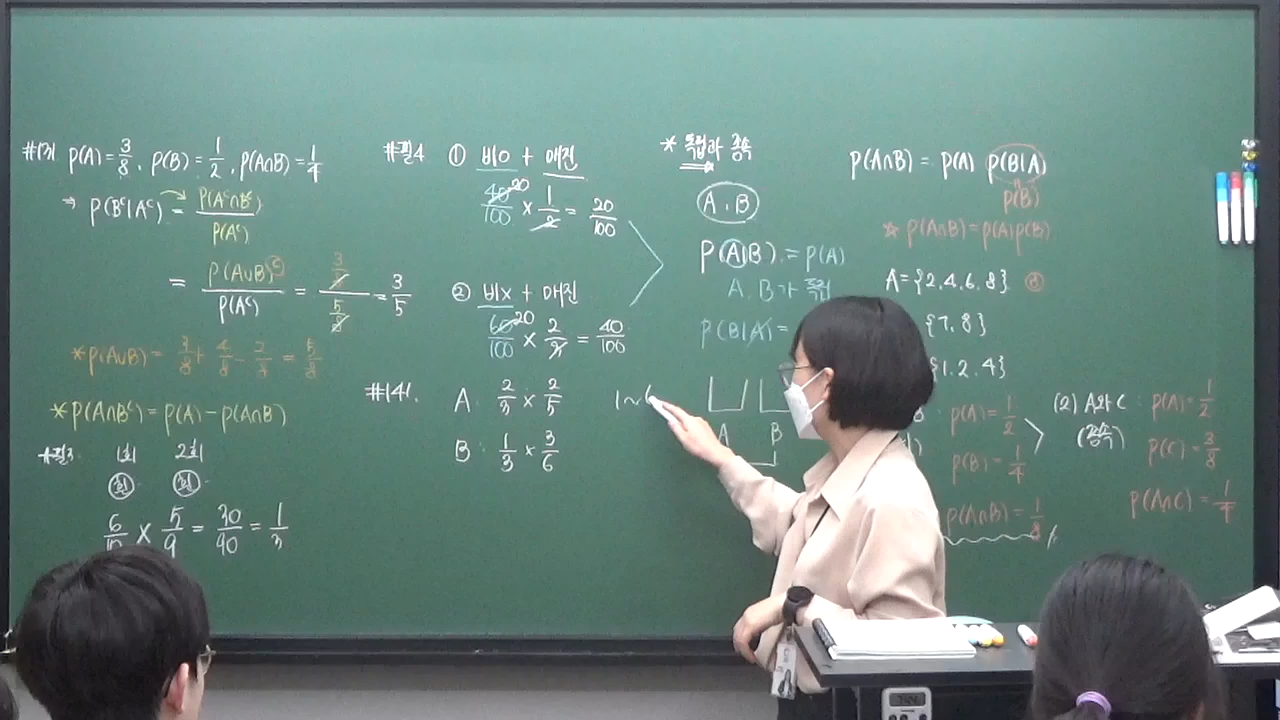 #131 P(A)=3/8, P(B)=1/2, P(A∩B)=1/4
⇒ P(B^c|A^c) = P(A^c∩B^c)/P(A^c)
= P(A∪B)^c/P(A^c) = (3/8)/(5/8) = 3/5
*P(A∪B) = 3/8 + 4/8 - 2/8 = 5/8
*P(A∩B^c) = P(A) - P(A∩B)
#필3 1회 2회
흰 흰
6/10 × 5/9 = 30/90 = 1/3
#필4 ① 비o + 매진
40/100 20 × 1/2 = 20/100
② 비x + 매진
60/100 20 × 2/3 = 40/100
#141. A 2/3 × 2/5
B 1/3 × 3/6
1~6
A B
* 독립과 종속
A, B
P(A|B) = P(A)
A, B가 독립
P(B|A) =
P(A∩B) = P(A) P(B|A)
P(B)
* P(A∩B) = P(A)P(B)
A={2,4,6,8}
{7,8}
{1,2,4}
P(A) = 1/2
P(B) = 1/4
P(A∩B) = 1/8
(2) A와 C : P(A) = 1/2
(종속) P(C) = 3/8
P(A∩C) = 1/4